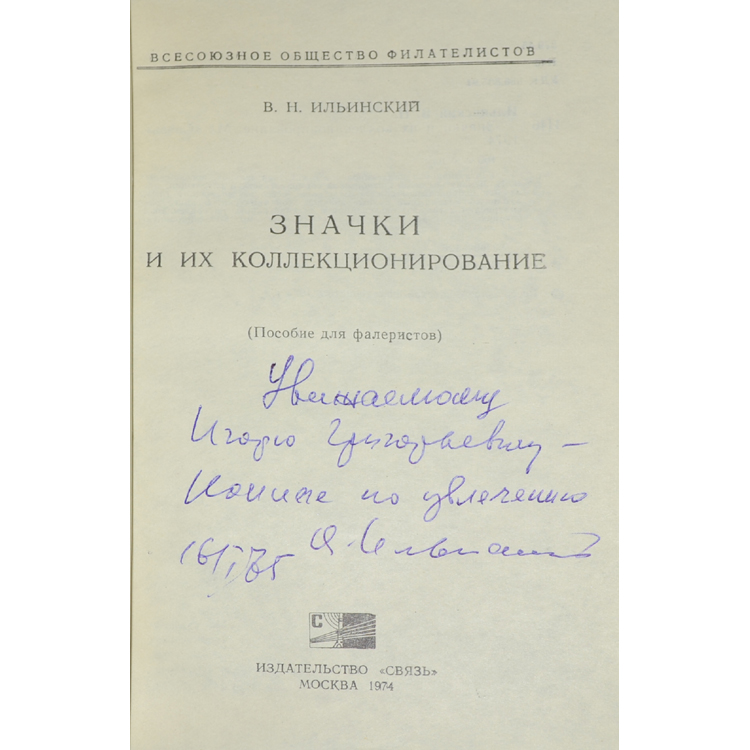 ВСЕСОЮЗНОЕ ОБЩЕСТВО ФИЛАТЕЛИСТОВ
В. Н. ИЛЬИНСКИЙ
ЗНАЧКИ
И ИХ КОЛЛЕКЦИОНИРОВАНИЕ
(Пособие для фалеристов)
Уважаемому
Игорю Григорьевичу –
по увлечению
Ильинский
С
ИЗДАТЕЛЬСТВО «СВЯЗЬ»
МОСКВА 1974